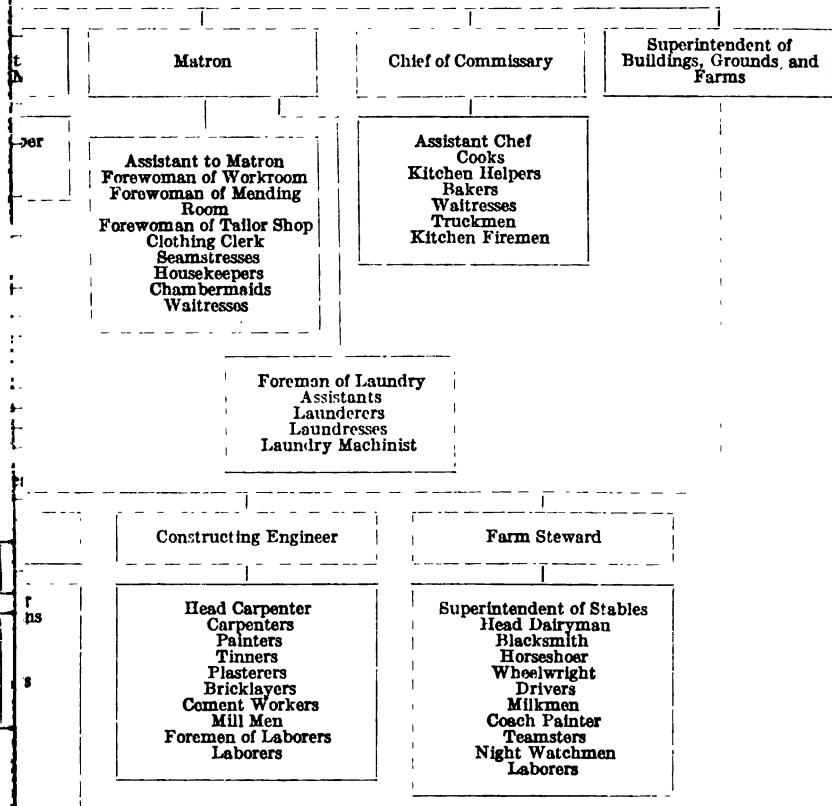 Matron
Chief of Commissary
Superintendent of
Buildings, Grounds, and
Farms
Assistant to Matron
Forewoman of Workroom
Forewoman of Mending
Room
Forewoman of Tailor Shop
Clothing Clerk
Seamstresses
Housekeepers
Chambermaids
Waitresses
Assistant Chef
Cooks
Kitchen Helpers
Bakers
Waitresses
Truckmen
Kitchen Firemen
Foreman of Laundry
Assistants
Launderers
Laundresses
Laundry Machinist
Constructing Engineer
Farm Steward
Head Carpenter
Carpenters
Painters
Tinners
Plasterers
Bricklayers
Cement Workers
Mill Men
Foremen of Laborers
Laborers
Superintendent of Stables
Head Dairyman
Blacksmith
Horseshoer
Wheelwright
Drivers
Milkmen
Coach Painter
Teamsters
Night Watchmen
Laborers